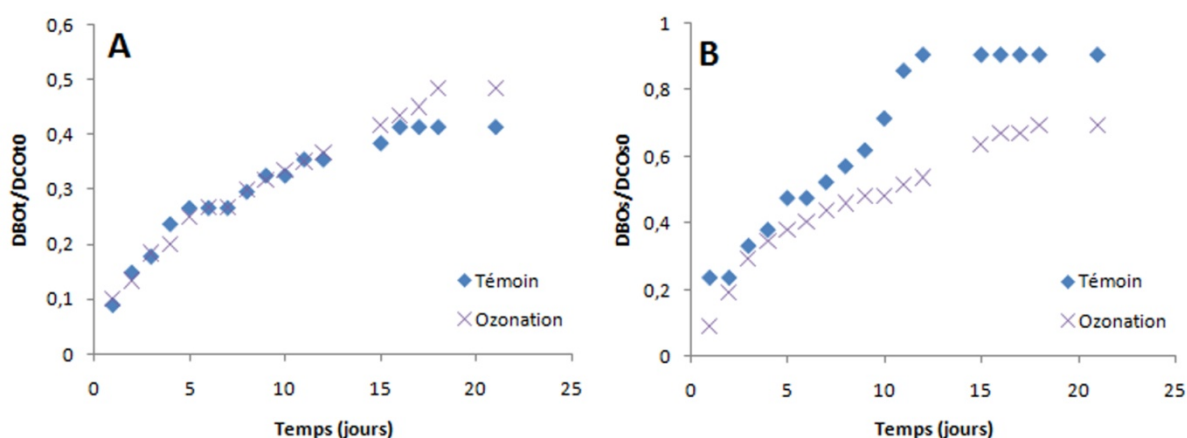 A
DBOt/DCOt0
0,6
0,5
0,4
0,3
0,2
0,1
0
0 5 10 15 20 25
Temps (jours)
Témoin
Ozonation
B
DBOs/DCOs0
1
0,8
0,6
0,4
0,2
0
0 5 10 15 20 25
Temps (jours)
Témoin
Ozonation